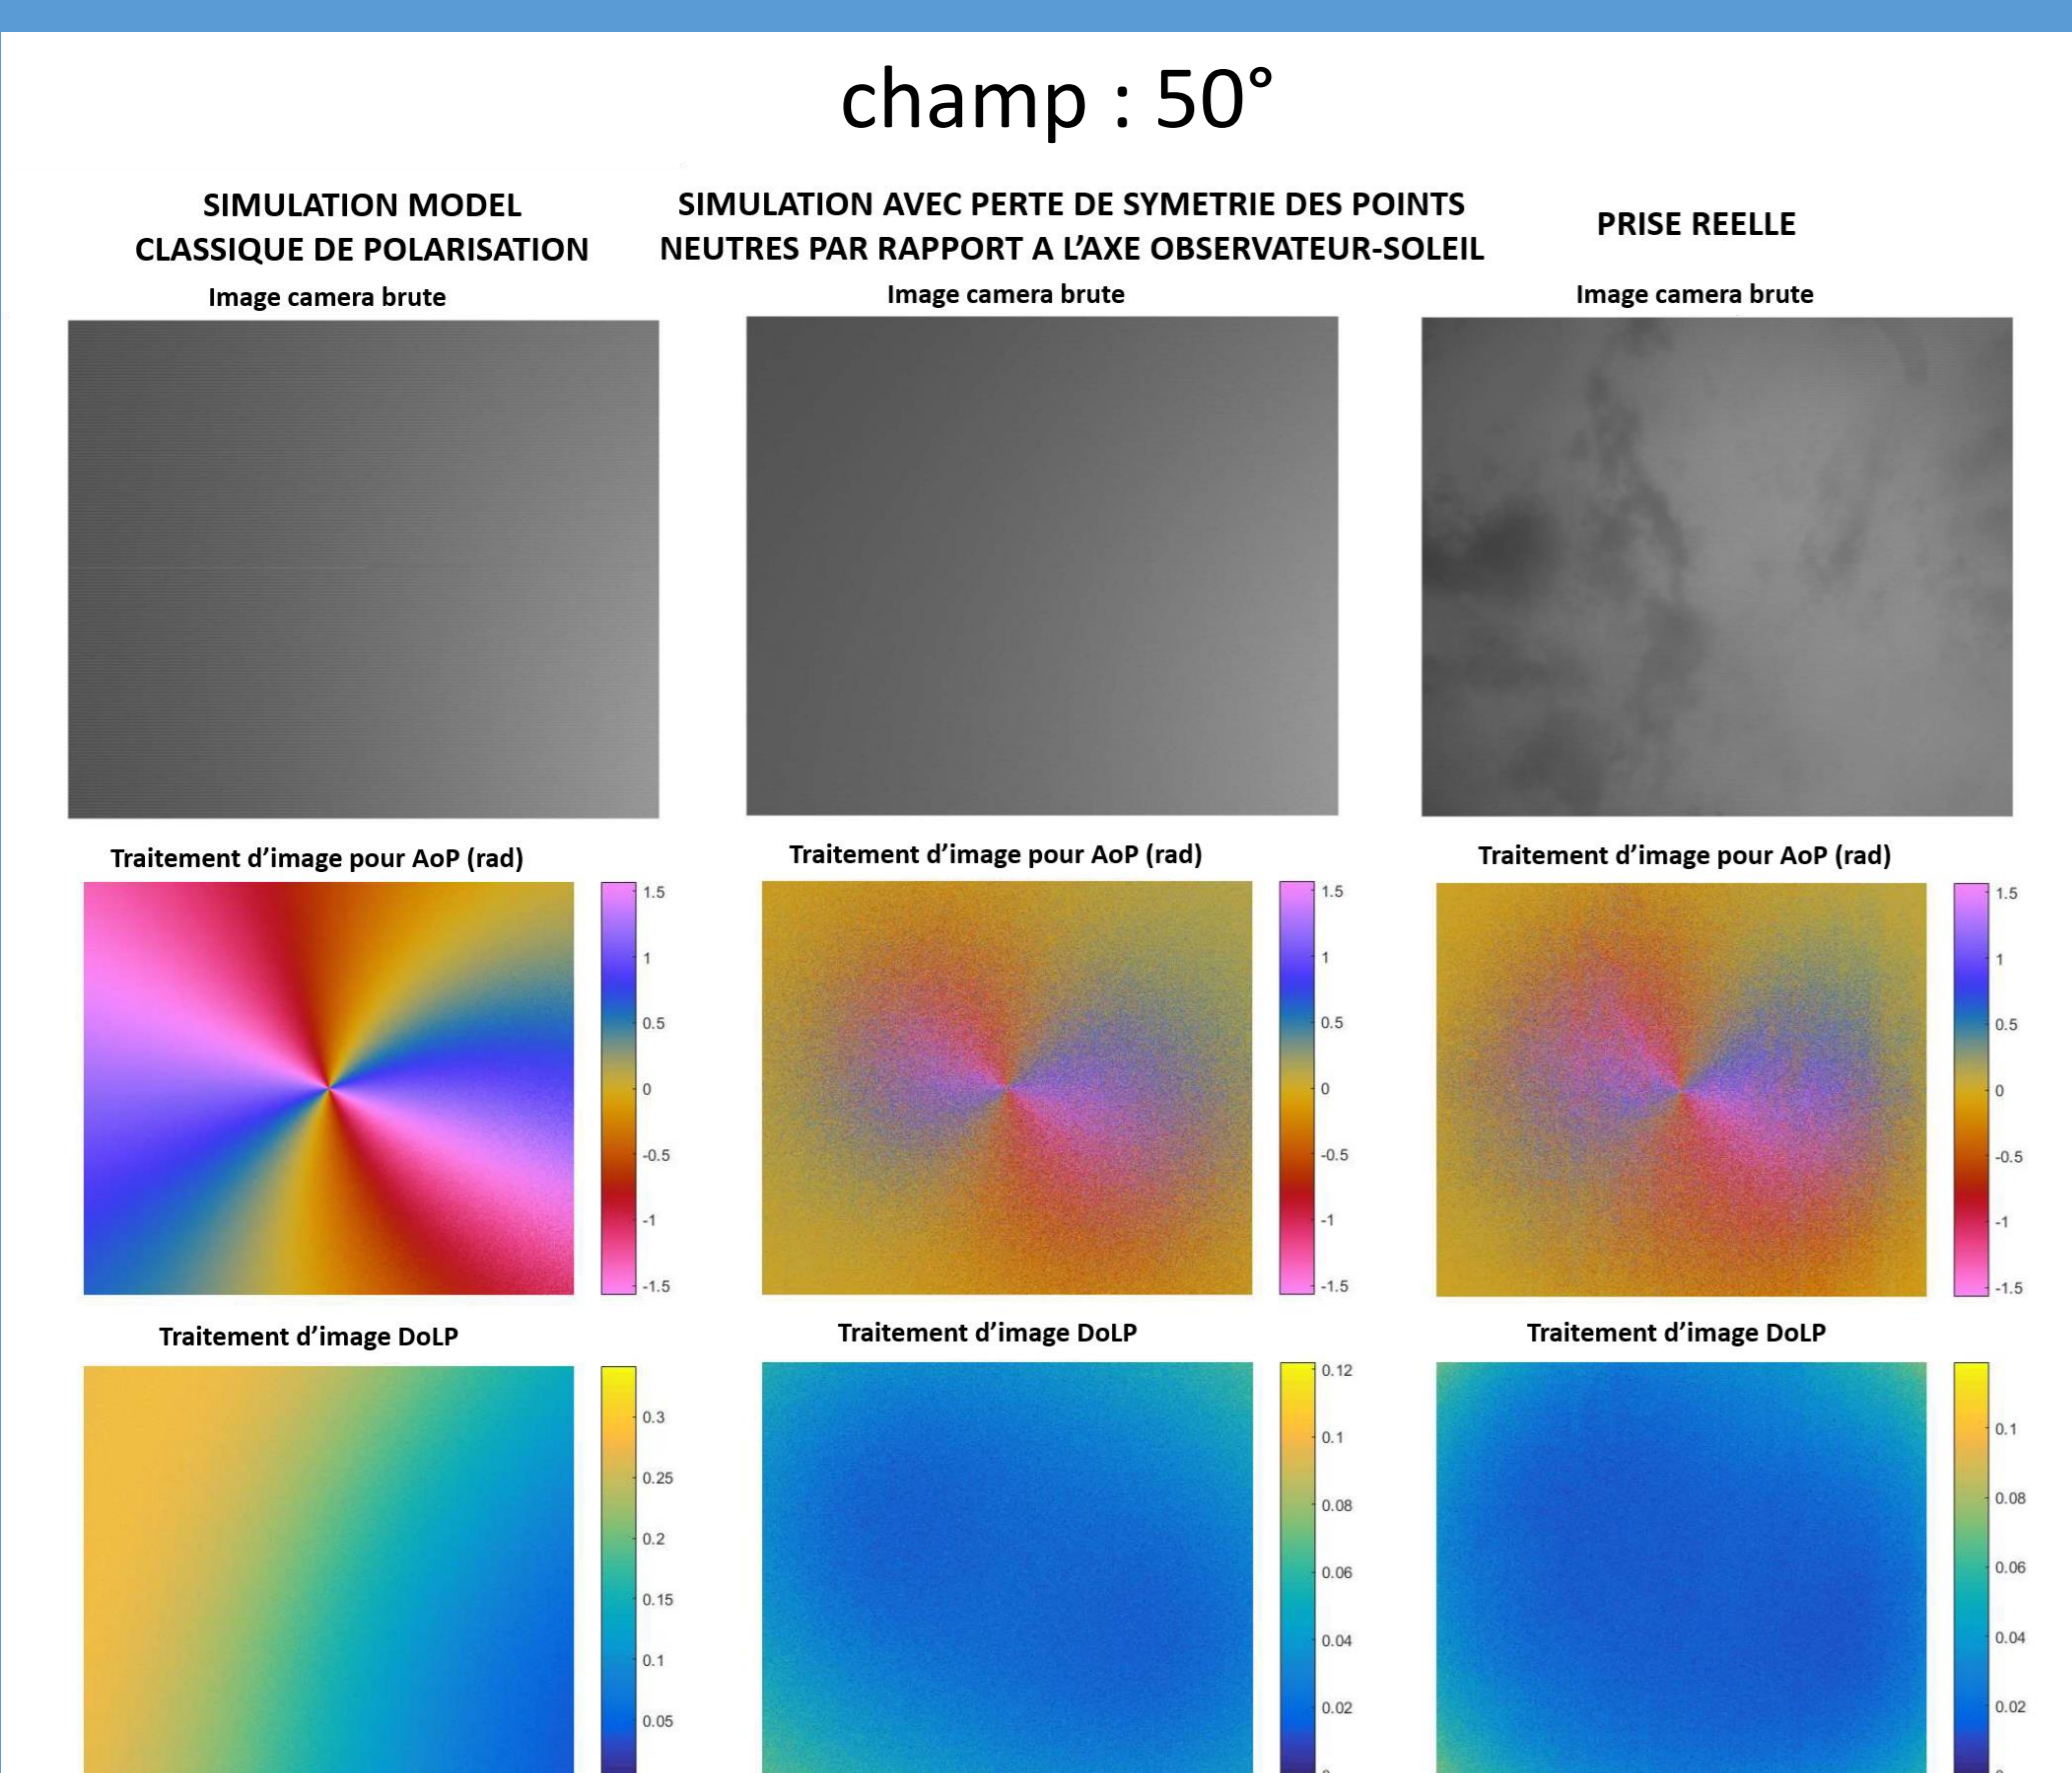 champ : 50°
SIMULATION MODEL
CLASSIQUE DE POLARISATION
SIMULATION AVEC PERTE DE SYMETRIE DES POINTS
NEUTRES PAR RAPPORT A L'AXE OBSERVATEUR-SOLEIL
PRISE REELLE
Image camera brute
Image camera brute
Image camera brute
Traitement d'image pour AoP (rad)
1.5
1
0.5
0
-0.5
-1
-1.5
Traitement d'image pour AoP (rad)
1.5
1
0.5
0
-0.5
-1
-1.5
Traitement d'image pour AoP (rad)
1.5
1
0.5
0
-0.5
-1
-1.5
Traitement d'image DoLP
0.3
0.25
0.2
0.15
0.1
0.05
Traitement d'image DoLP
0.12
0.1
0.08
0.06
0.04
0.02
Traitement d'image DoLP
0.1
0.08
0.06
0.04
0.02